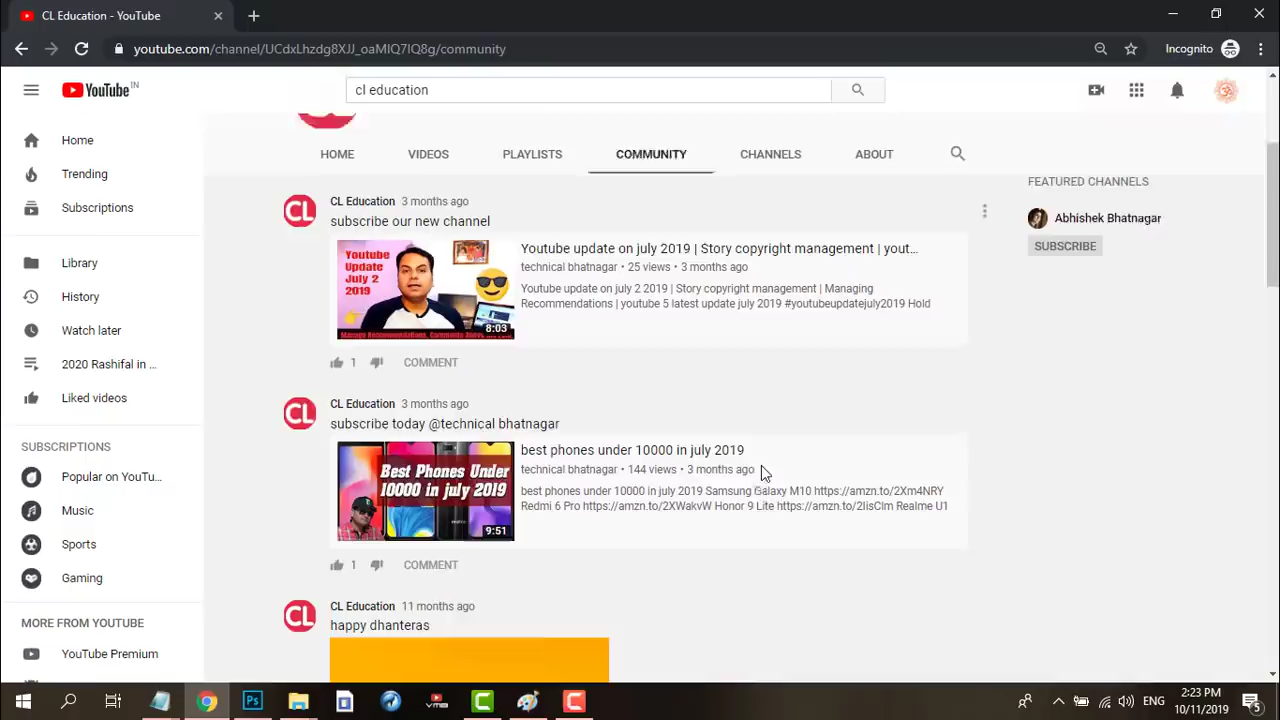 CL Education - YouTube
youtube.com/channel/UCdxLhzdg8XJJ_oaMIQ7IQ8g/community
Incognito
YouTube IN
cl education
HOME VIDEOS PLAYLISTS COMMUNITY CHANNELS ABOUT
Home
Trending
Subscriptions
Library
History
Watch later
2020 Rashifal in ...
Liked videos
SUBSCRIPTIONS
Popular on YouTu...
Music
Sports
Gaming
MORE FROM YOUTUBE
YouTube Premium
CL
CL Education 3 months ago
subscribe our new channel
Youtube
Update
July 2
2019
8:03
Youtube update on july 2019 | Story copyright management | yout...
technical bhatnagar • 25 views • 3 months ago
Youtube update on july 2 2019 | Story copyright management | Managing
Recommendations | youtube 5 latest update july 2019 #youtubeupdatejuly2019 Hold
1 COMMENT
CL
CL Education 3 months ago
subscribe today @technical bhatnagar
Best Phones Under
10000 in july 2019
9:51
best phones under 10000 in july 2019
technical bhatnagar • 144 views • 3 months ago
best phones under 10000 in july 2019 Samsung Galaxy M10 https://amzn.to/2Xm4NRY
Redmi 6 Pro https://amzn.to/2XWakvW Honor 9 Lite https://amzn.to/2IisClm Realme U1
1 COMMENT
CL
CL Education 11 months ago
happy dhanteras
FEATURED CHANNELS
Abhishek Bhatnagar
SUBSCRIBE
Ps
VMB
ENG
2:23 PM
10/11/2019
5